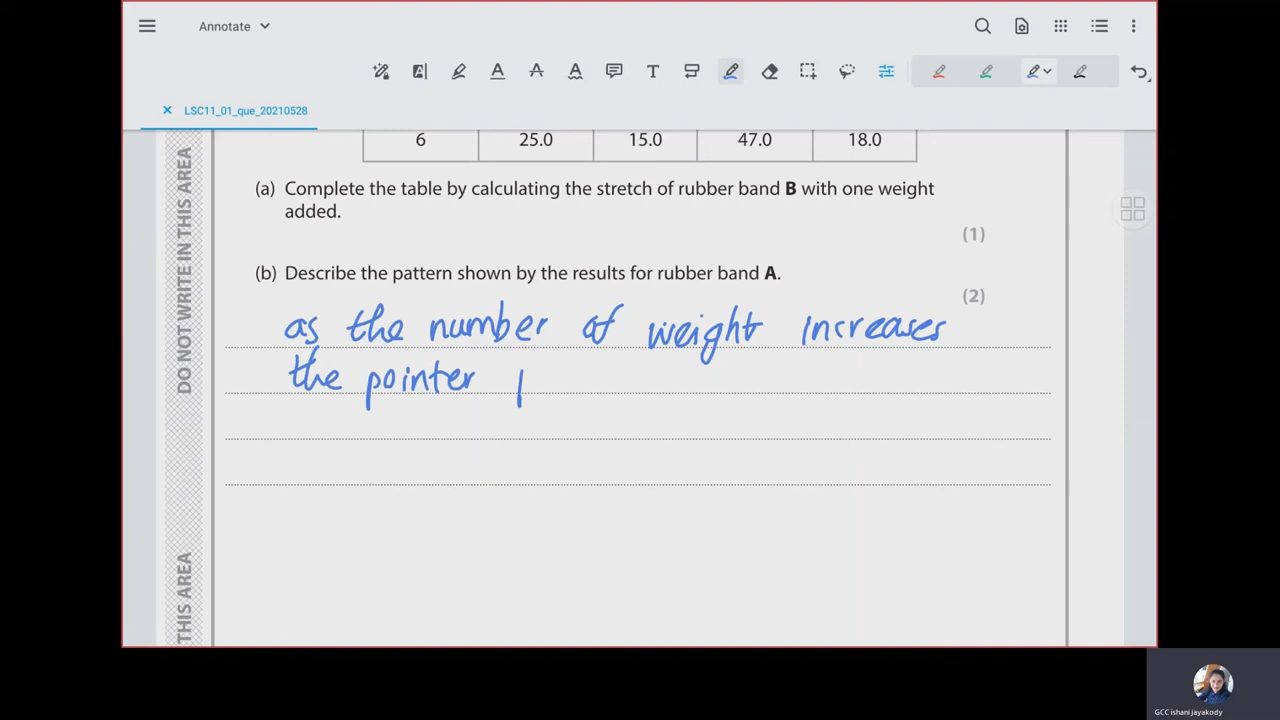 Annotate
LSC11_01_que_20210528
6 25.0 15.0 47.0 18.0
(a) Complete the table by calculating the stretch of rubber band B with one weight
added.
(1)
(b) Describe the pattern shown by the results for rubber band A.
(2)
as the number of weight increases
the pointer p
DO NOT WRITE IN THIS AREA
THIS AREA
GCC ishani jayakody